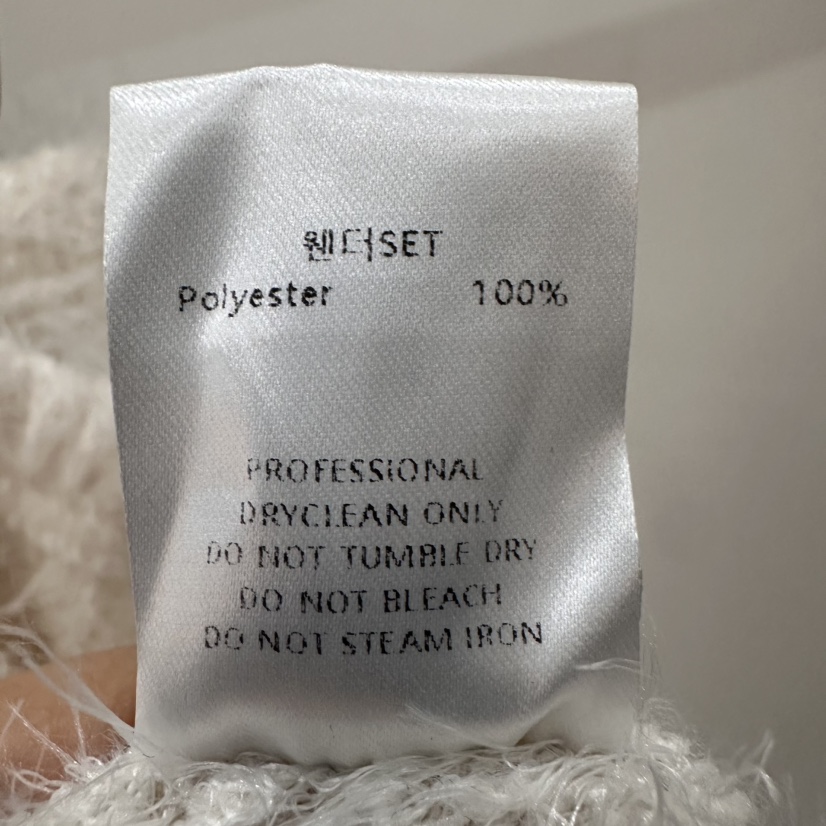 웬더SET
Polyester 100%
PROFESSIONAL
DRYCLEAN ONLY
DO NOT TUMBLE DRY
DO NOT BLEACH
DO NOT STEAM IRON